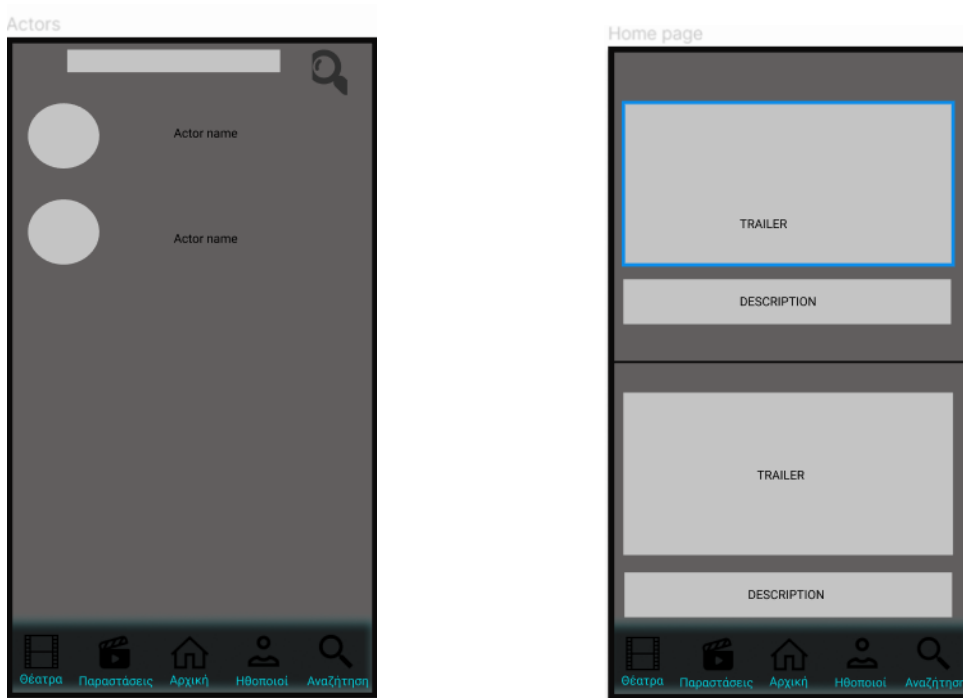 Actors
Actor name
Actor name
Θέατρα Παραστάσεις Αρχική Ηθοποιοί Αναζήτηση
Home page
TRAILER
DESCRIPTION
TRAILER
DESCRIPTION
Θέατρα Παραστάσεις Αρχική Ηθοποιοί Αναζήτηση